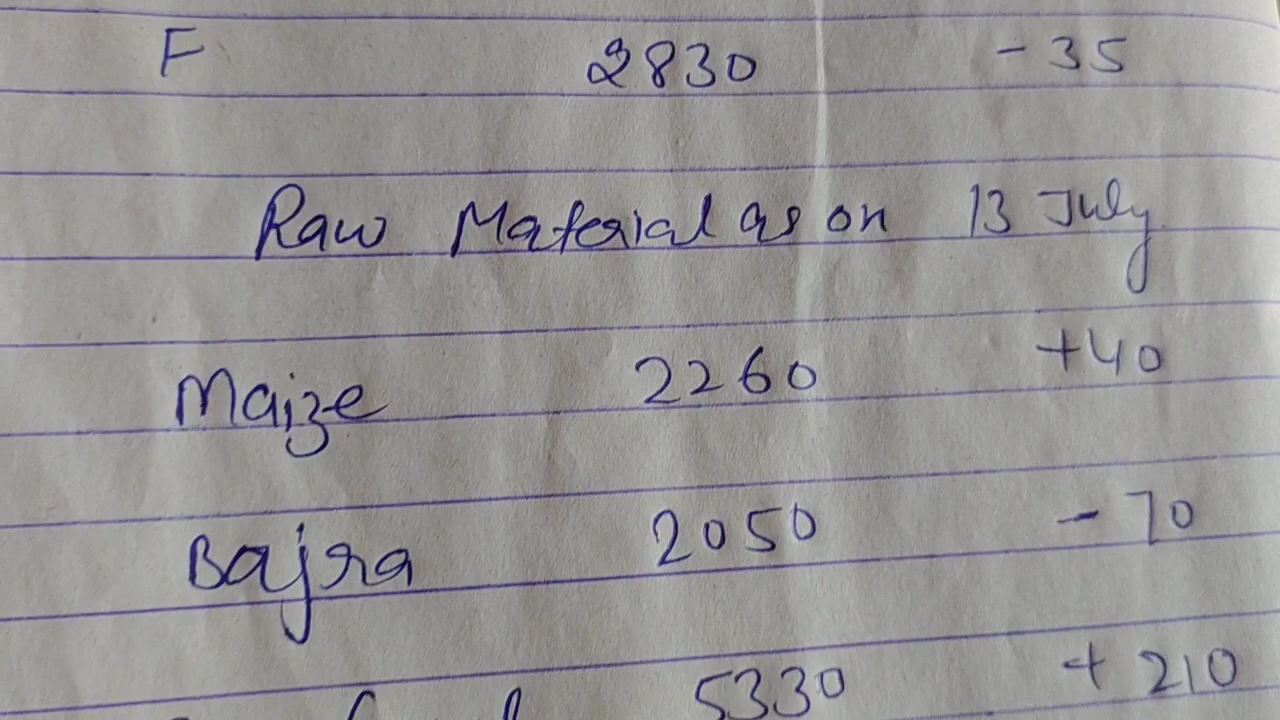 F 2830 -35
Raw Material as on 13 July
Maize 2260 +40
Bajra 2050 - 70
5330 + 210